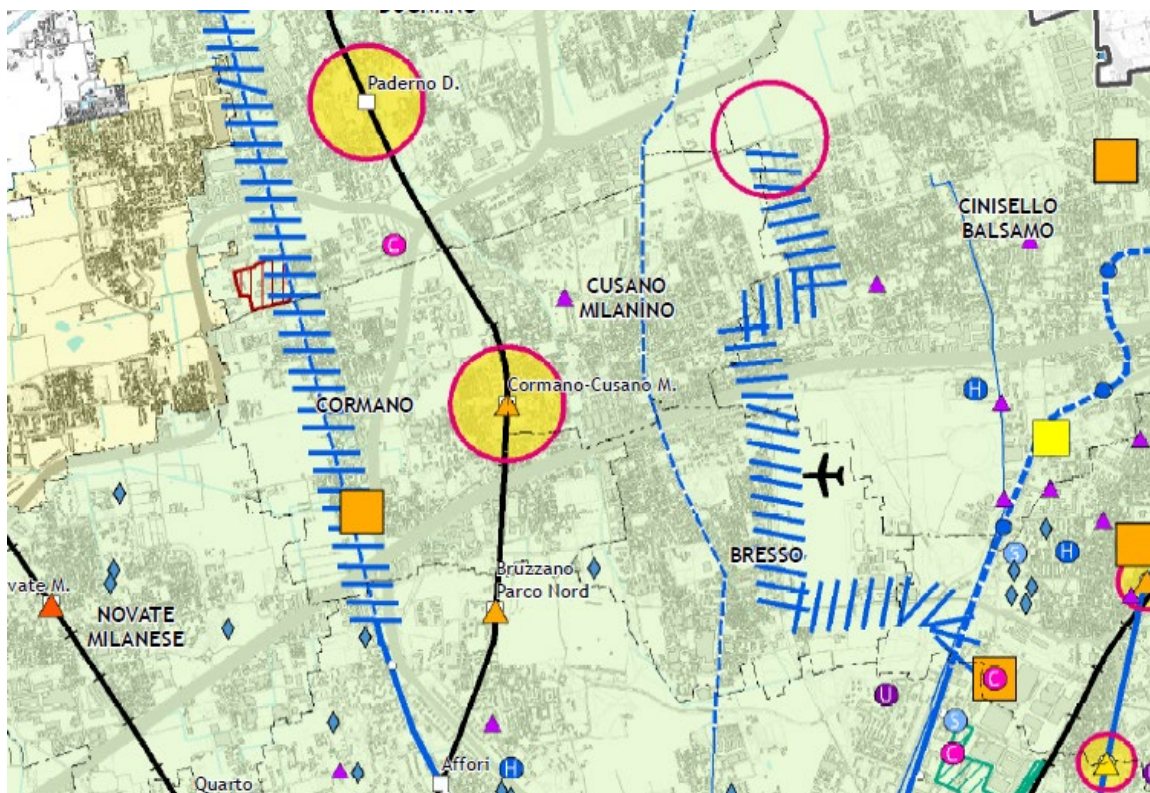 Paderno D.
C
CINISELLO
BALSAMO
CUSANO
MILANINO
Cormano-Cusano M.
CORMANO
H
BRESSO
S
H
Bruzzano
Parco Nord
vate M.
NOVATE
MILANESE
C
U
S
C
Affori
H
Quarto